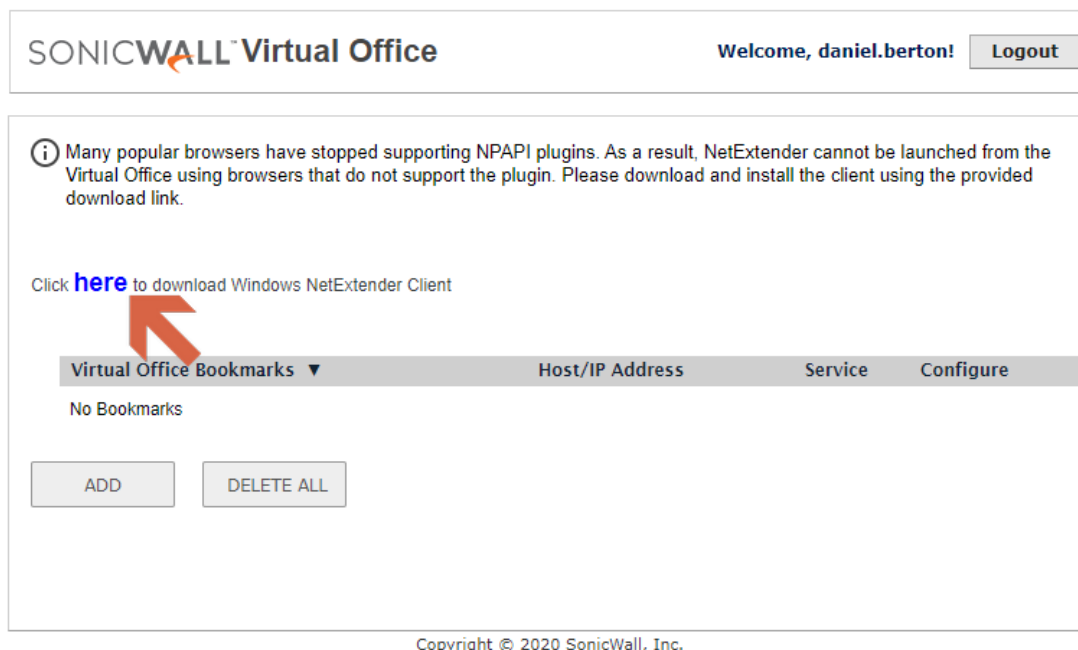 SONICWALL™ Virtual Office
Welcome, daniel.berton!
Logout
Many popular browsers have stopped supporting NPAPI plugins. As a result, NetExtender cannot be launched from the
Virtual Office using browsers that do not support the plugin. Please download and install the client using the provided
download link.
Click here to download Windows NetExtender Client
Virtual Office Bookmarks ▼ Host/IP Address Service Configure
No Bookmarks
ADD DELETE ALL
Copyright © 2020 SonicWall, Inc.